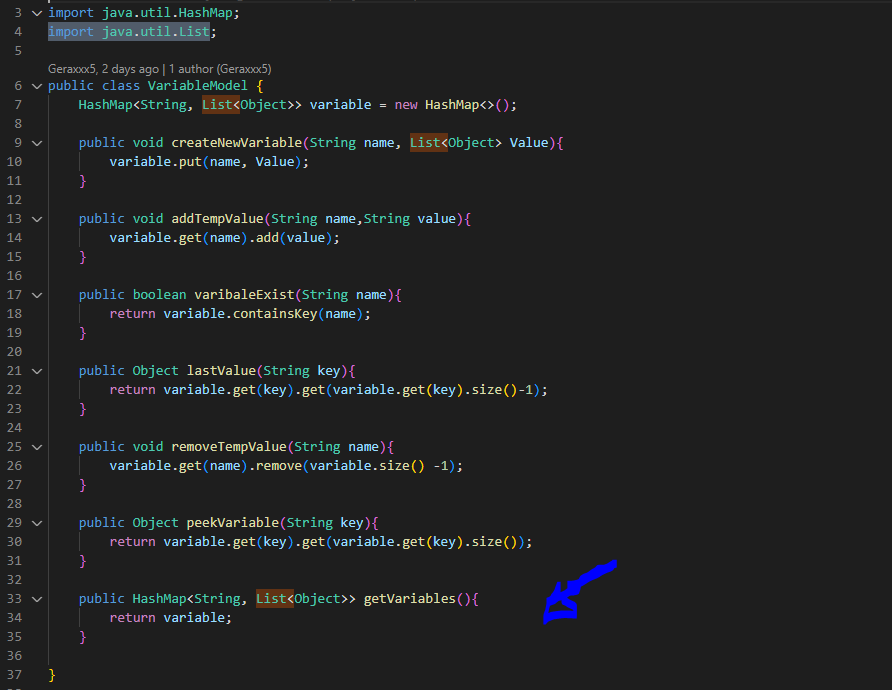 3 import java.util.HashMap;
4 import java.util.List;
5
Geraxxx5, 2 days ago | 1 author (Geraxxx5)
6 public class VariableModel {
7     HashMap<String, List<Object>> variable = new HashMap<>();
8
9     public void createNewVariable(String name, List<Object> Value){
10         variable.put(name, Value);
11     }
12
13     public void addTempValue(String name,String value){
14         variable.get(name).add(value);
15     }
16
17     public boolean varibaleExist(String name){
18         return variable.containsKey(name);
19     }
20
21     public Object lastValue(String key){
22         return variable.get(key).get(variable.get(key).size()-1);
23     }
24
25     public void removeTempValue(String name){
26         variable.get(name).remove(variable.size() -1);
27     }
28
29     public Object peekVariable(String key){
30         return variable.get(key).get(variable.get(key).size());
31     }
32
33     public HashMap<String, List<Object>> getVariables(){
34         return variable;
35     }
36
37 }